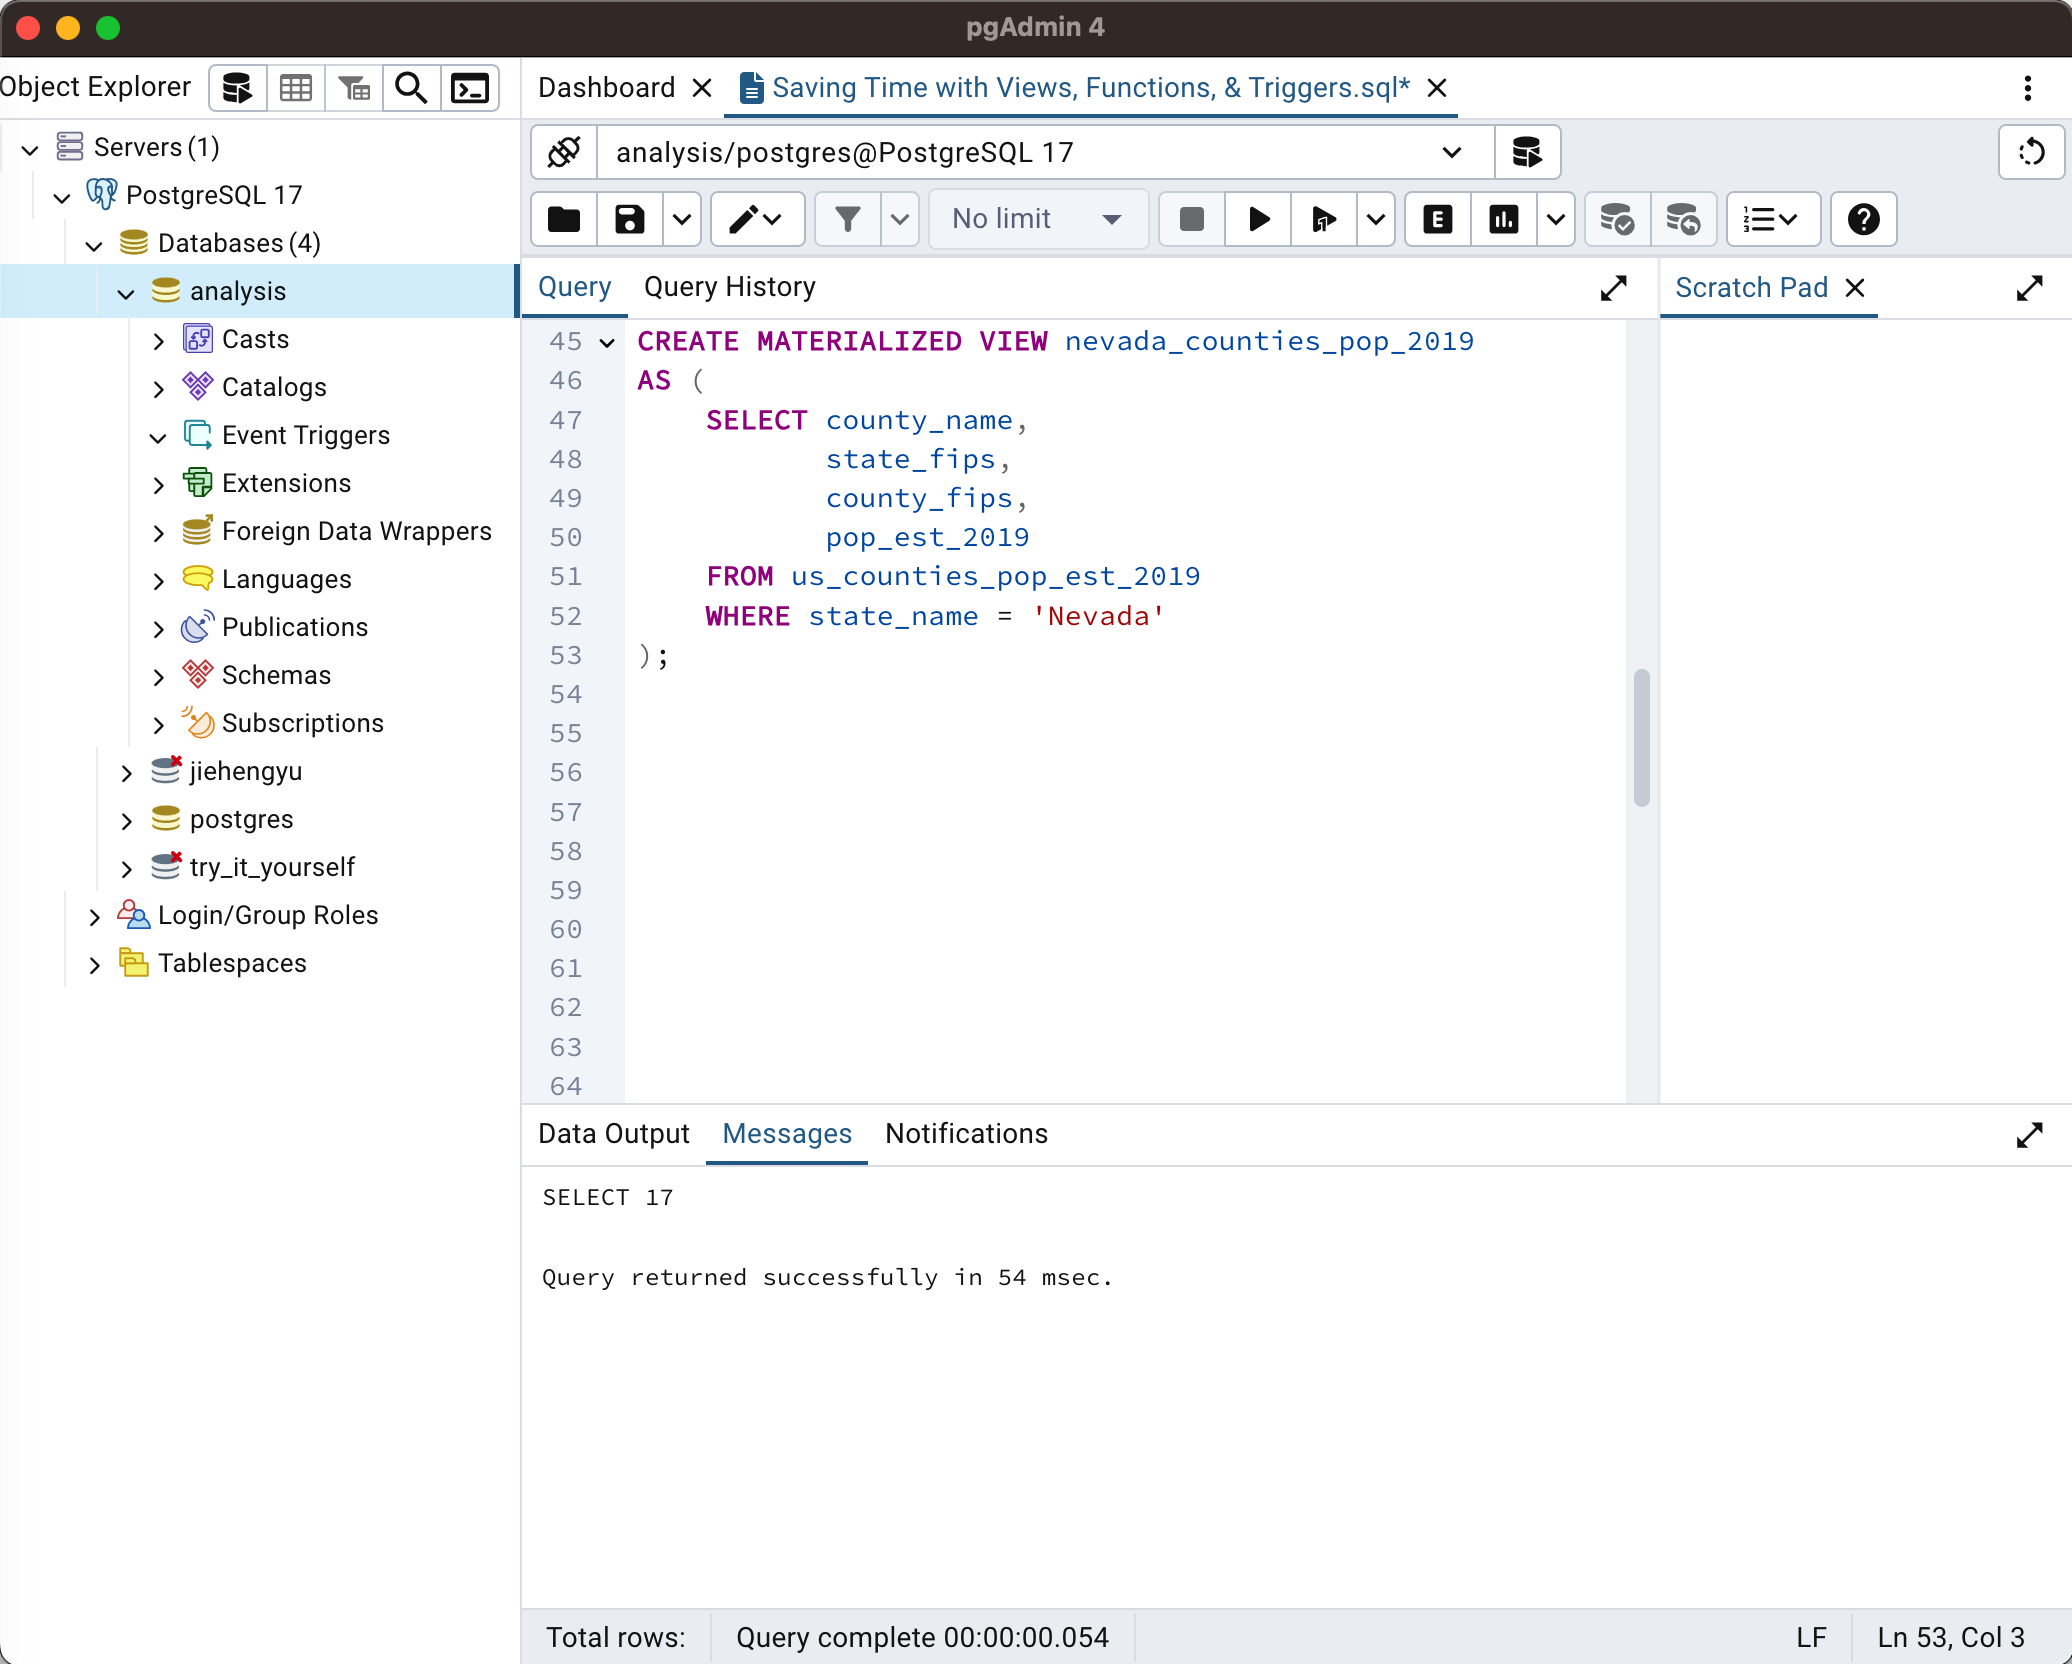 pgAdmin 4
Object Explorer
Servers (1)
PostgreSQL 17
Databases (4)
analysis
Casts
Catalogs
Event Triggers
Extensions
Foreign Data Wrappers
Languages
Publications
Schemas
Subscriptions
jiehengyu
postgres
try_it_yourself
Login/Group Roles
Tablespaces
Dashboard
Saving Time with Views, Functions, & Triggers.sql*
analysis/postgres@PostgreSQL 17
No limit
E
Query
Query History
Scratch Pad
45 CREATE MATERIALIZED VIEW nevada_counties_pop_2019
46 AS (
47 SELECT county_name,
48 state_fips,
49 county_fips,
50 pop_est_2019
51 FROM us_counties_pop_est_2019
52 WHERE state_name = 'Nevada'
53 );
54
55
56
57
58
59
60
61
62
63
64
Data Output
Messages
Notifications
SELECT 17
Query returned successfully in 54 msec.
Total rows:
Query complete 00:00:00.054
LF
Ln 53, Col 3